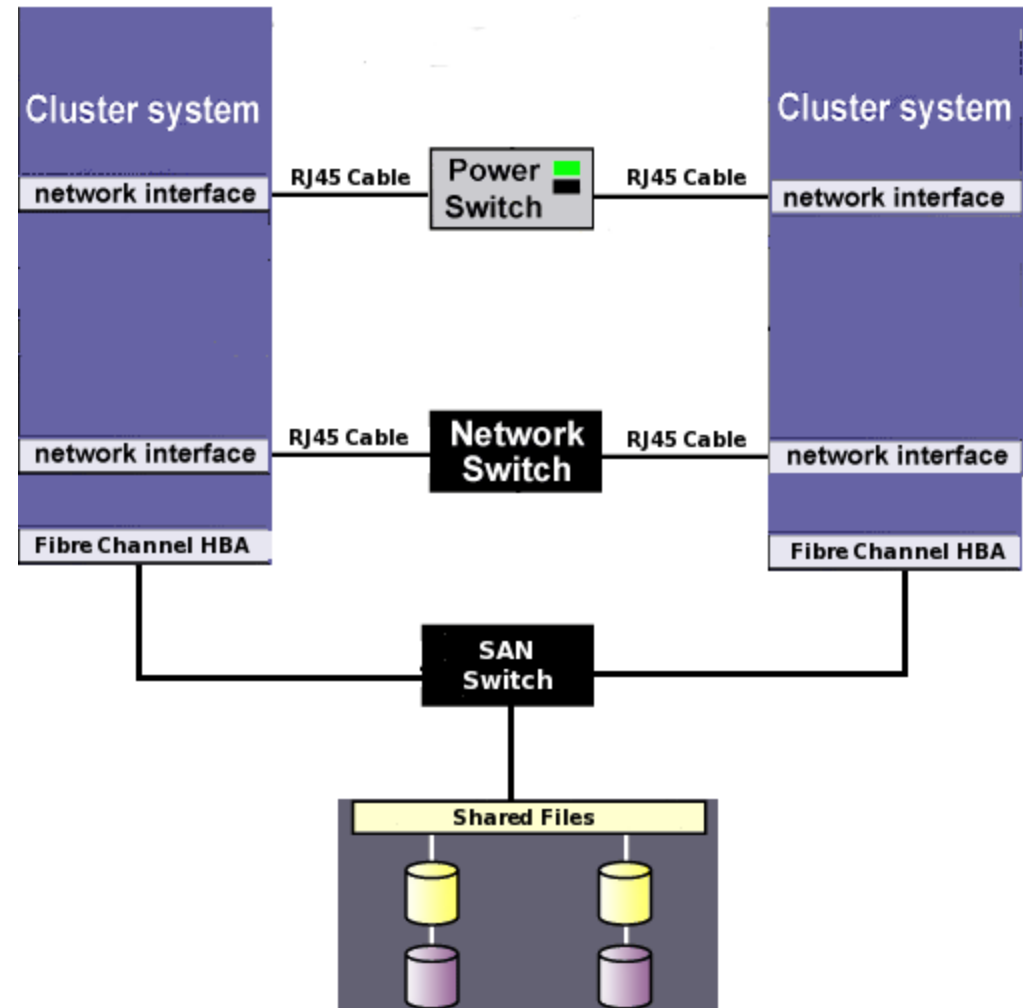 Cluster system
Cluster system
RJ45 Cable
Power
Switch
RJ45 Cable
network interface
network interface
RJ45 Cable
Network
Switch
RJ45 Cable
network interface
network interface
Fibre Channel HBA
Fibre Channel HBA
SAN
Switch
Shared Files